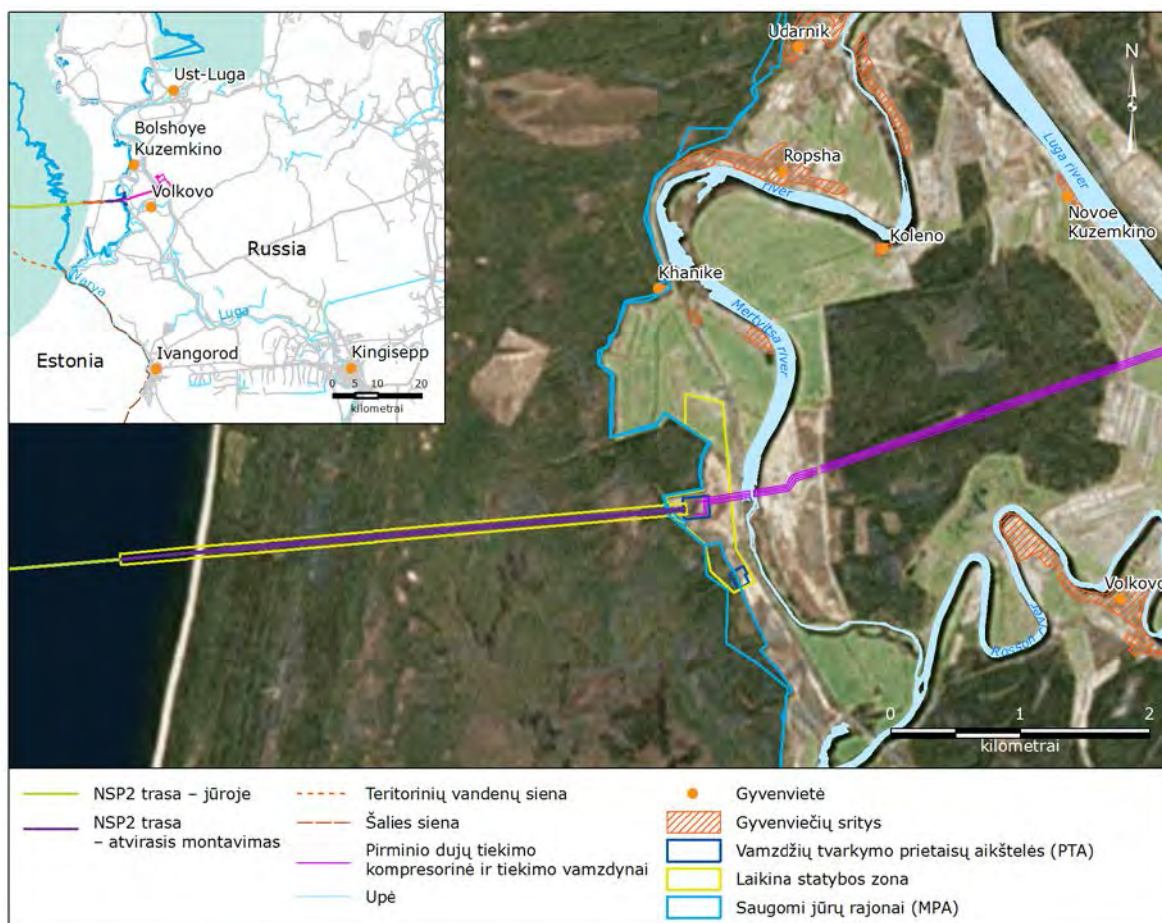 Ust-Luga
Bolshoye
Kuzemkino
Volkovo
Russia
Narva
Luga
Estonia
Ivangorod
Kingisepp
0 5 10 20
kilometrai
Udarnik
N
Luga river
Ropsha
river
Novoe
Kuzemkino
Koleno
Khanike
Mertvitsa river
Volkovo
Rosson river
0 1 2
kilometrai
NSP2 trasa – jūroje
NSP2 trasa
– atvirasis montavimas
Teritorinių vandenų siena
Šalies siena
Pirminio dujų tiekimo
kompresorinė ir tiekimo vamzdynai
Upė
Gyvenvietė
Gyvenviečių sritys
Vamzdžių tvarkymo prietaisų aikštelės (PTA)
Laikina statybos zona
Saugomi jūrų rajonai (MPA)